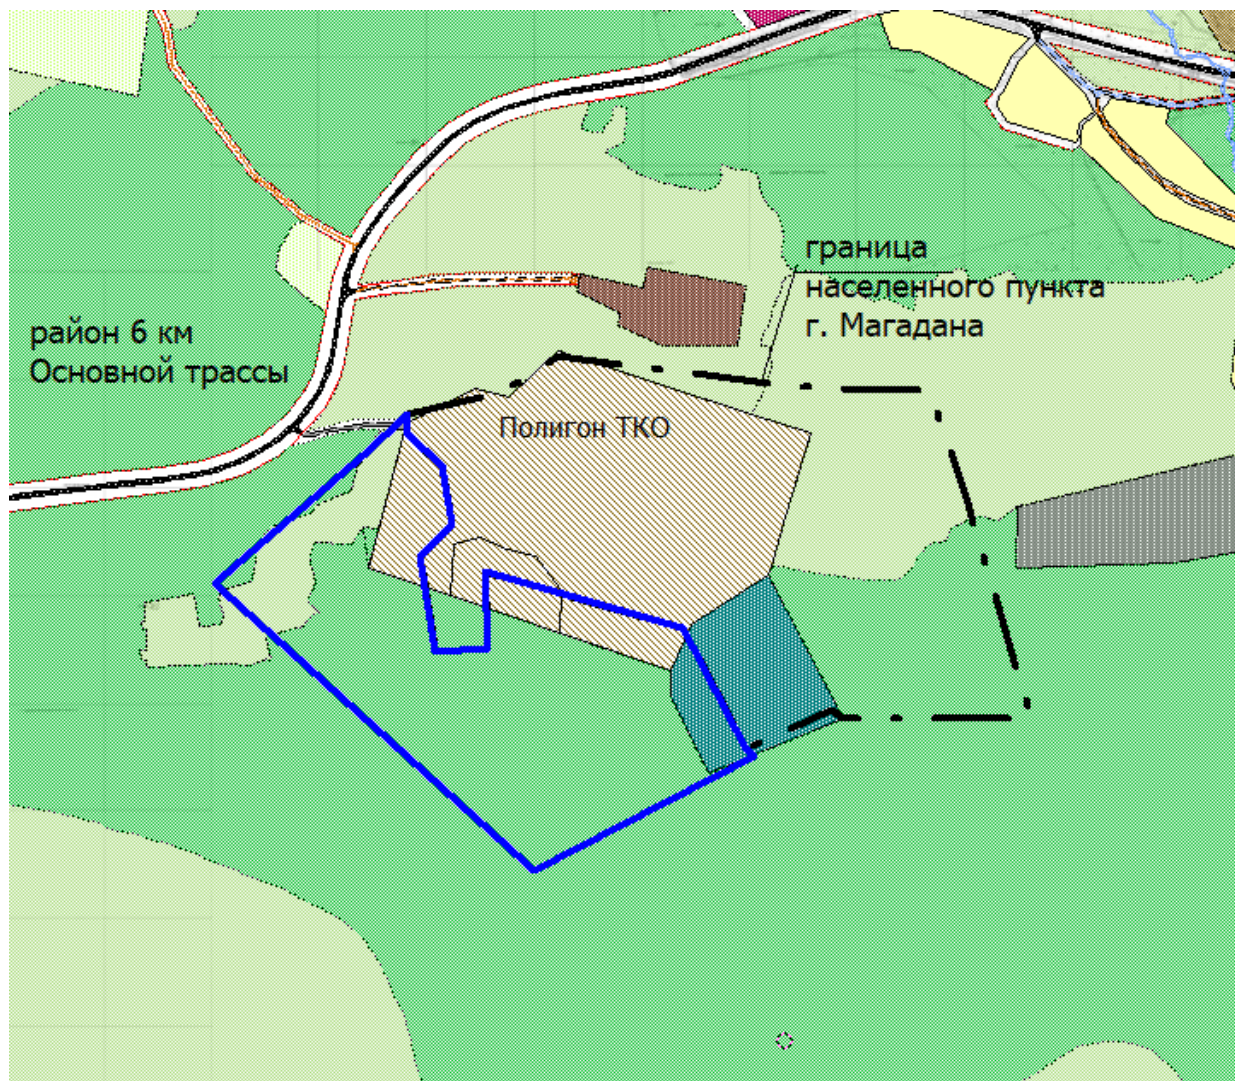 граница
населенного пункта
г. Магадана
район 6 км
Основной трассы
Полигон ТКО